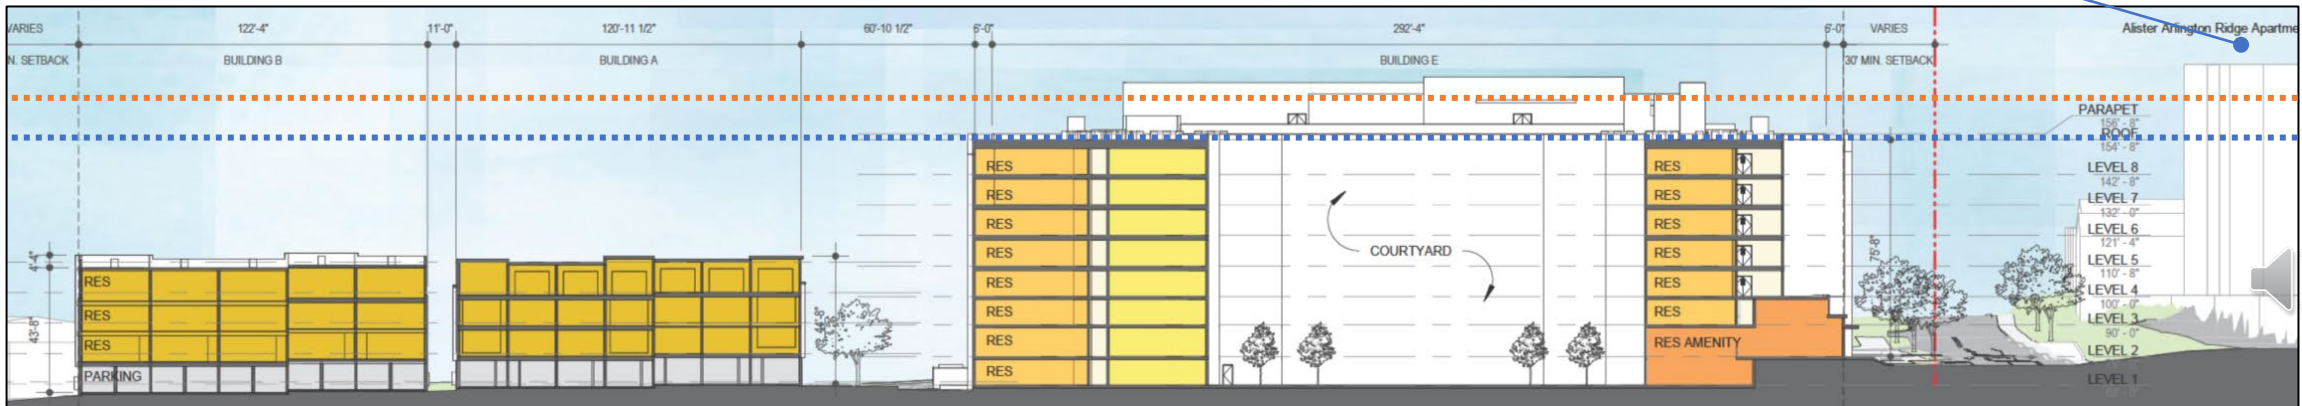 VARIES
122'-4"
11'-0"
120'-11 1/2"
60'-10 1/2"
292'-4"
VARIES
Alister Arlington Ridge Apartme
N. SETBACK
BUILDING B
BUILDING A
BUILDING E
30' MIN. SETBACK
PARAPET
156' - 8"
ROOF
154' - 8"
RES
RES
LEVEL 8
142' - 8"
RES
RES
LEVEL 7
132' - 0"
RES
RES
LEVEL 6
121' - 4"
RES
COURTYARD
RES
75'-8"
LEVEL 5
110' - 8"
4'-4"
RES
RES
RES
LEVEL 4
100' - 0"
43'-8"
RES
RES
RES
LEVEL 3
90' - 0"
RES
RES
RES AMENITY
LEVEL 2
PARKING
RES
LEVEL 1